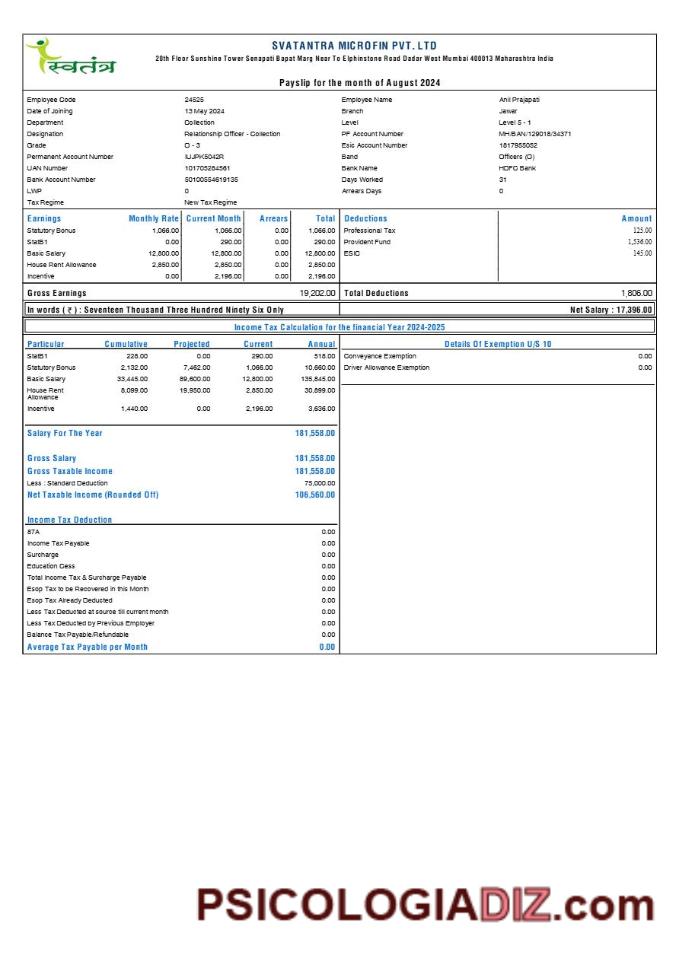 स्वतंत्र
SVATANTRA MICROFIN PVT. LTD
20th Floor Sunshine Tower Senapati Bapat Marg Near To Elphinstone Road Dadar West Mumbai 400013 Maharashtra India
Payslip for the month of August 2024
Employee Code 24525 Employee Name Anil Prajapati
Date of Joining 13 May 2024 Branch Jawar
Department Collection Level Level 5 - 1
Designation Relationship Officer - Collection PF Account Number MH/BAN/129018/34371
Grade O - 3 Esic Account Number 1817955052
Permanent Account Number IUJPK5042R Band Officers (O)
UAN Number 101705284561 Bank Name HDFC Bank
Bank Account Number 50100554619135 Days Worked 31
LWP 0 Arrears Days 0
Tax Regime New Tax Regime
Earnings Monthly Rate Current Month Arrears Total Deductions Amount
Statutory Bonus 1,066.00 1,066.00 0.00 1,066.00 Professional Tax 125.00
StatB1 0.00 290.00 0.00 290.00 Provident Fund 1,536.00
Basic Salary 12,800.00 12,800.00 0.00 12,800.00 ESIC 145.00
House Rent Allowance 2,850.00 2,850.00 0.00 2,850.00
Incentive 0.00 2,196.00 0.00 2,196.00
Gross Earnings 19,202.00 Total Deductions 1,806.00
In words ( ₹ ) : Seventeen Thousand Three Hundred Ninety Six Only Net Salary : 17,396.00
Income Tax Calculation for the financial Year 2024-2025
Particular Cumulative Projected Current Annual Details Of Exemption U/S 10
StatB1 228.00 0.00 290.00 518.00 Conveyance Exemption 0.00
Statutory Bonus 2,132.00 7,462.00 1,066.00 10,660.00 Driver Allowance Exemption 0.00
Basic Salary 33,445.00 89,600.00 12,800.00 135,845.00
House Rent Allowance 8,099.00 19,950.00 2,850.00 30,899.00
Incentive 1,440.00 0.00 2,196.00 3,636.00
Salary For The Year 181,558.00
Gross Salary 181,558.00
Gross Taxable Income 181,558.00
Less : Standard Deduction 75,000.00
Net Taxable Income (Rounded Off) 106,560.00
Income Tax Deduction
87A 0.00
Income Tax Payable 0.00
Surcharge 0.00
Education Cess 0.00
Total Income Tax & Surcharge Payable 0.00
Esop Tax to be Recovered in this Month 0.00
Esop Tax Already Deducted 0.00
Less Tax Deducted at source till current month 0.00
Less Tax Deducted by Previous Employer 0.00
Balance Tax Payable/Refundable 0.00
Average Tax Payable per Month 0.00
PSICOLOGIADIZ.com